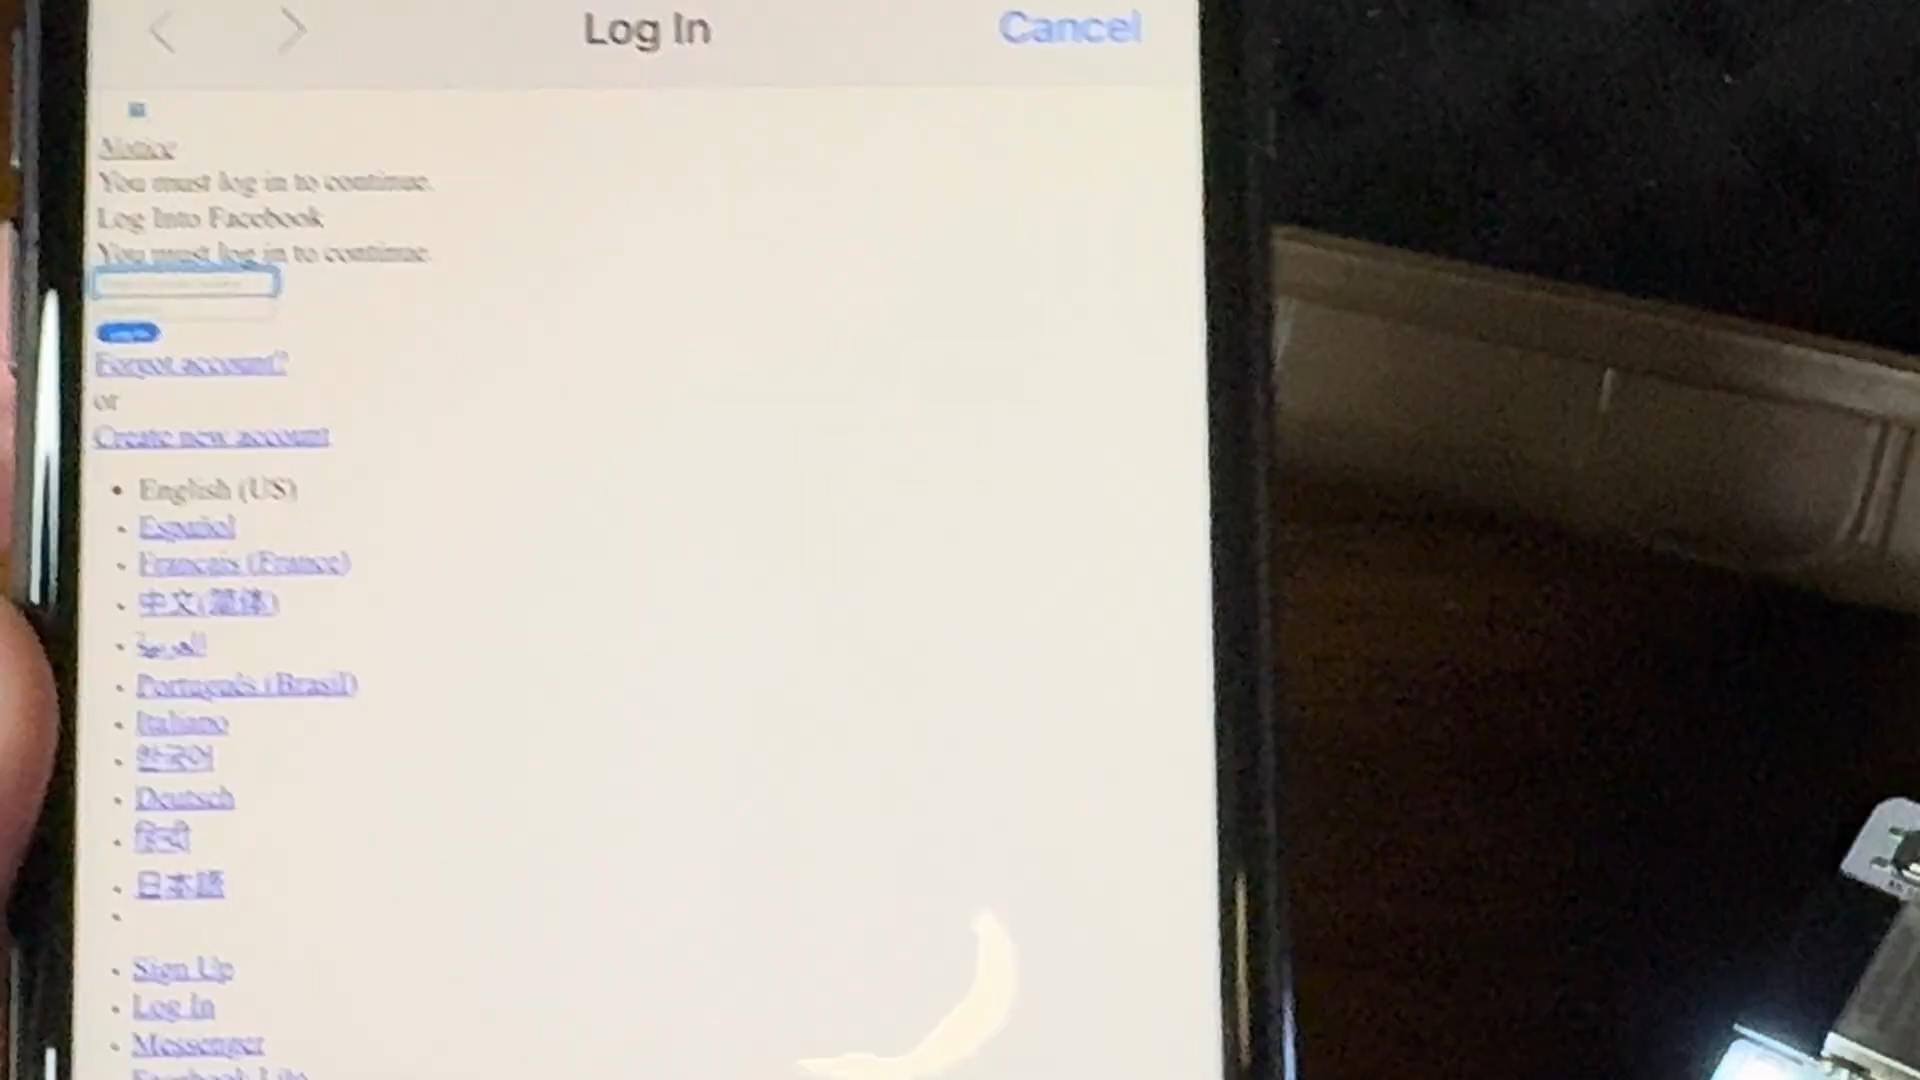 Log In
Cancel
Notice
You must log in to continue.
Log Into Facebook
You must log in to continue.
Forgot account?
or
Create new account
English (US)
Español
Français (France)
中文(简体)
العربية
Português (Brasil)
Italiano
한국어
Deutsch
हिन्दी
日本語
Sign Up
Log In
Messenger
Facebook Lite